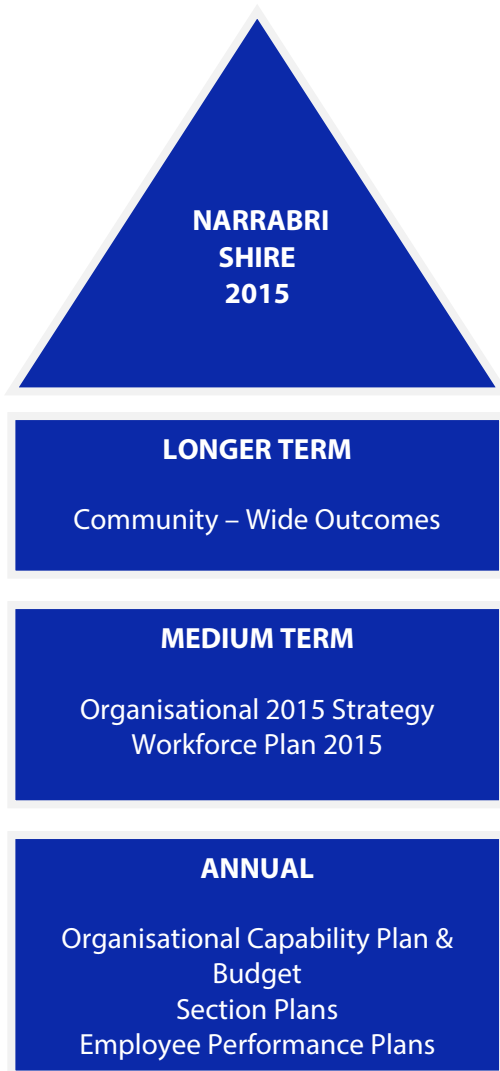 NARRABRI
SHIRE
2015
LONGER TERM
Community – Wide Outcomes
MEDIUM TERM
Organisational 2015 Strategy
Workforce Plan 2015
ANNUAL
Organisational Capability Plan &
Budget
Section Plans
Employee Performance Plans